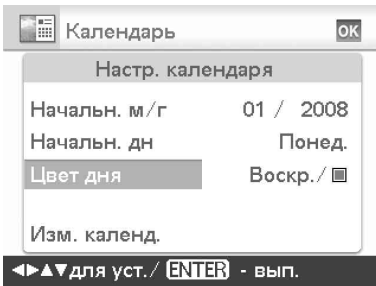 Календарь OK
Настр. календаря
Начальн. м/г 01 / 2008
Начальн. дн Понед.
Цвет дня Воскр./
Изм. календ.
для уст./ ENTER - вып.